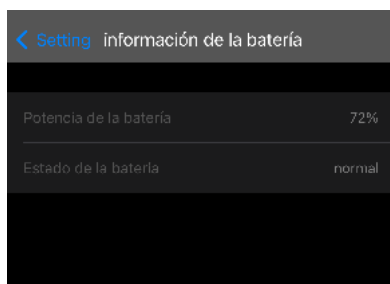 Setting información de la batería
Potencia de la batería 72%
Estado de la batería normal